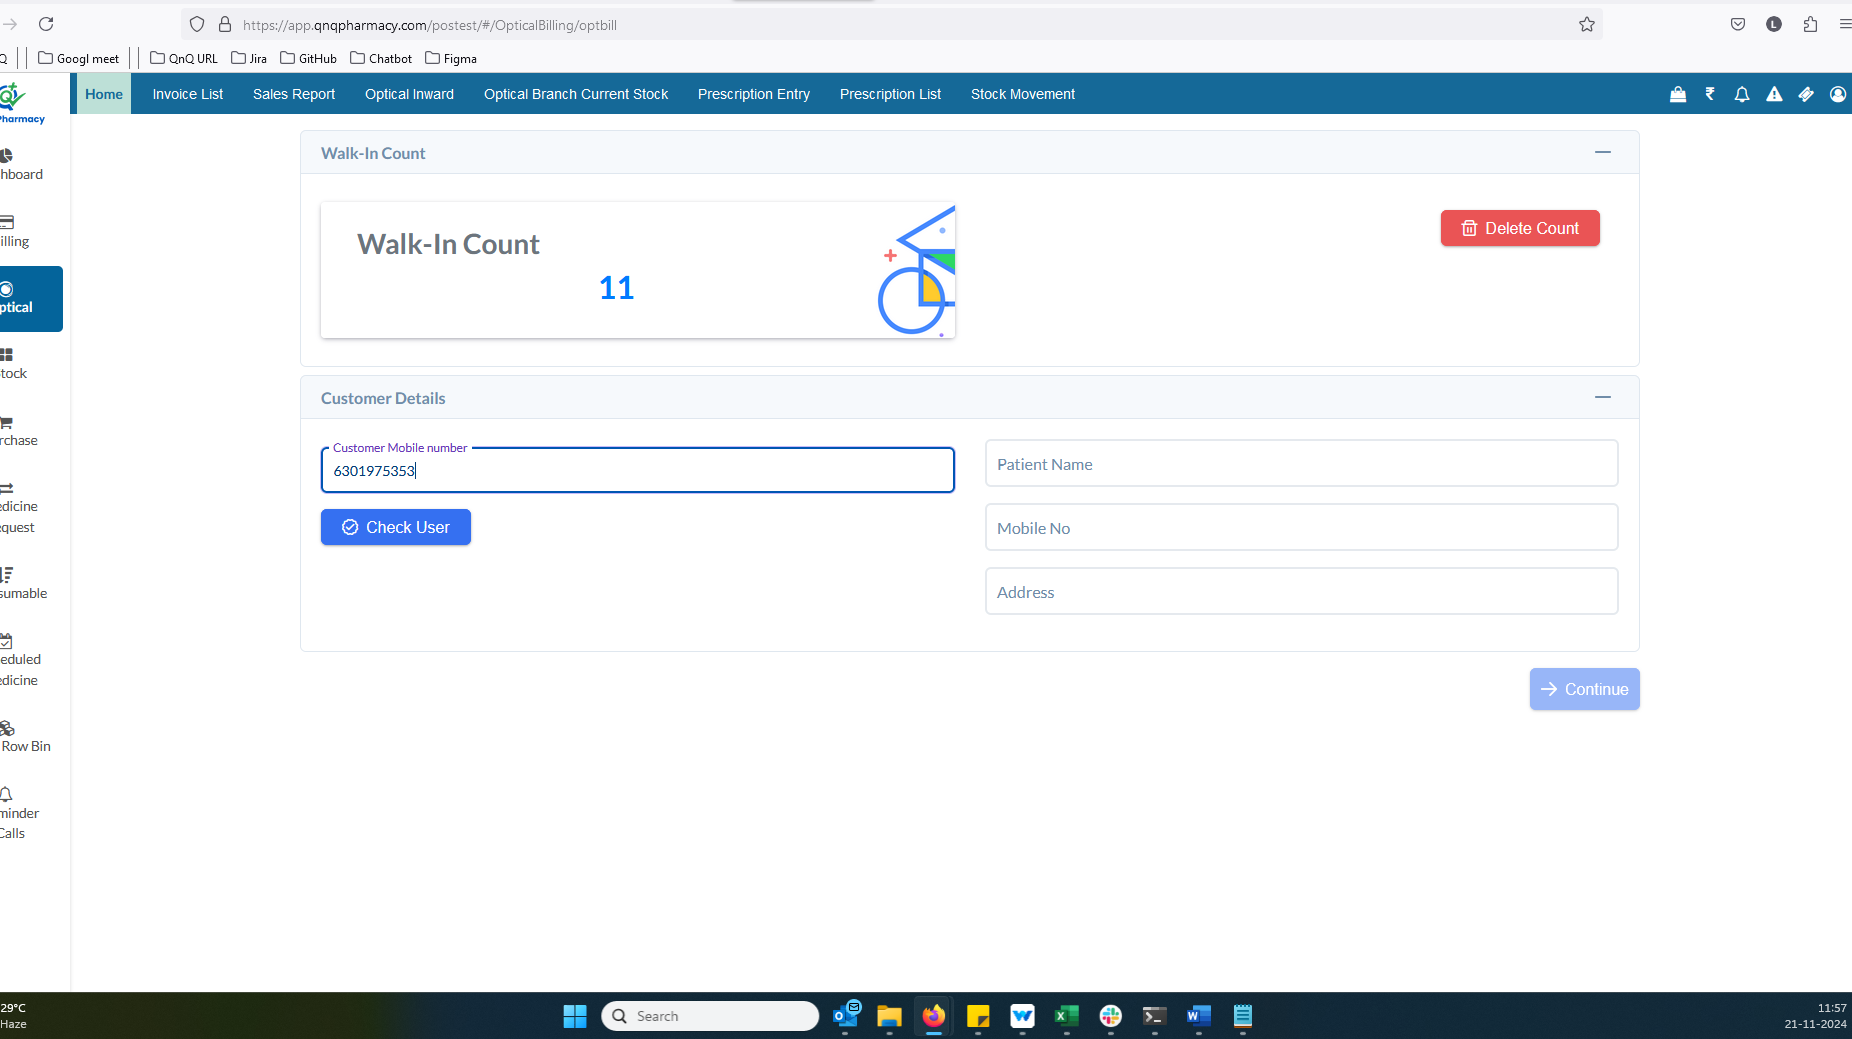 https://app.qnqpharmacy.com/postest/#/OpticalBilling/optbill
L
Q
Googl meet
QnQ URL
Jira
GitHub
Chatbot
Figma
Pharmacy
Home
Invoice List
Sales Report
Optical Inward
Optical Branch Current Stock
Prescription Entry
Prescription List
Stock Movement
hboard
illing
ptical
tock
rchase
edicine
quest
sumable
eduled
edicine
Row Bin
minder
Calls
Walk-In Count
Walk-In Count
11
Delete Count
Customer Details
Customer Mobile number
6301975353
Check User
Patient Name
Mobile No
Address
Continue
29°C
Haze
Search
11:57
21-11-2024